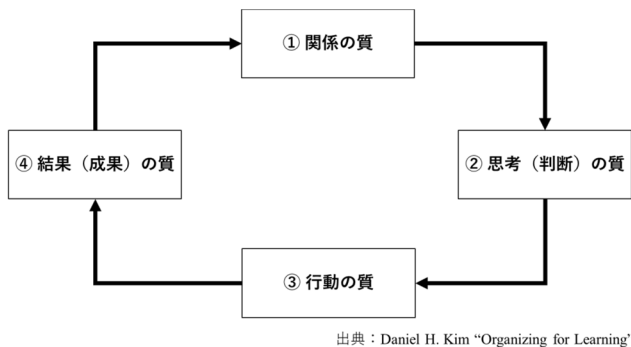 ① 関係の質
② 思考（判断）の質
③ 行動の質
④ 結果（成果）の質
出典：Daniel H. Kim “Organizing for Learning”